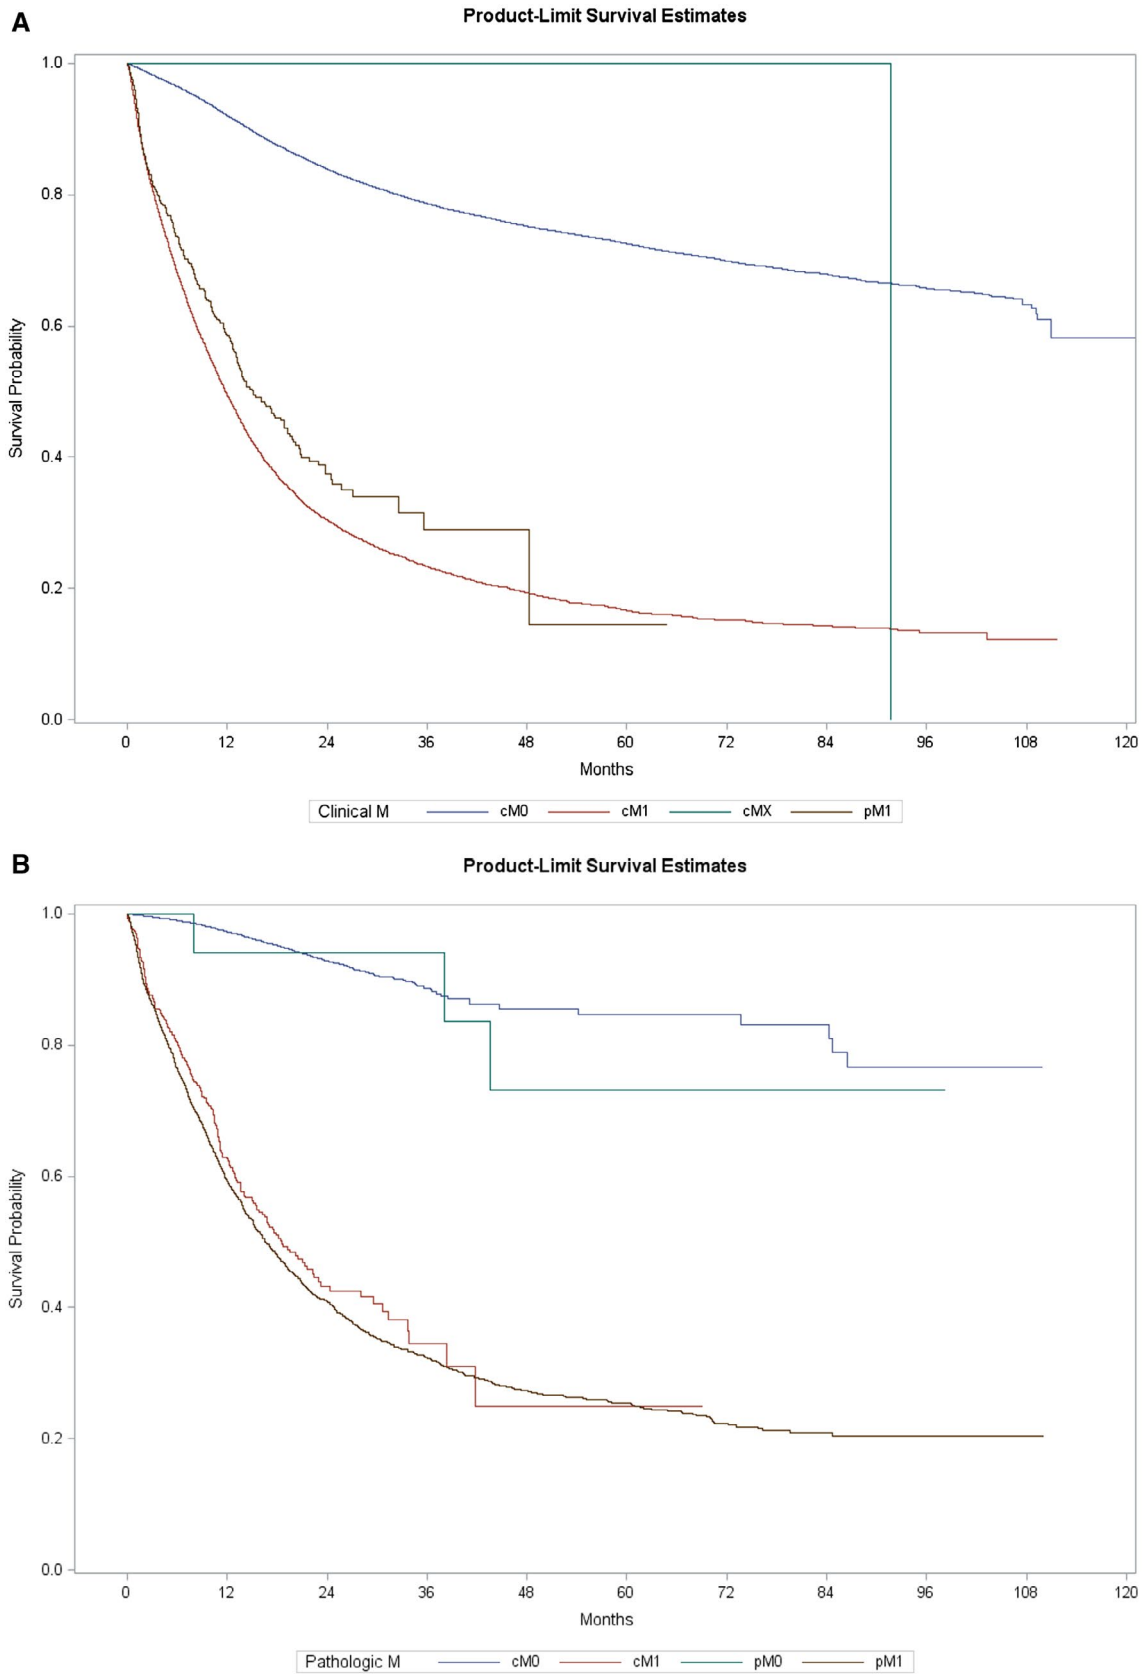 A
Product-Limit Survival Estimates
1.0
0.8
0.6
0.4
0.2
0.0
Survival Probability
0 12 24 36 48 60 72 84 96 108 120
Months
Clinical M cM0 cM1 cMX pM1
B
Product-Limit Survival Estimates
1.0
0.8
0.6
0.4
0.2
0.0
Survival Probability
0 12 24 36 48 60 72 84 96 108 120
Months
Pathologic M cM0 cM1 pM0 pM1